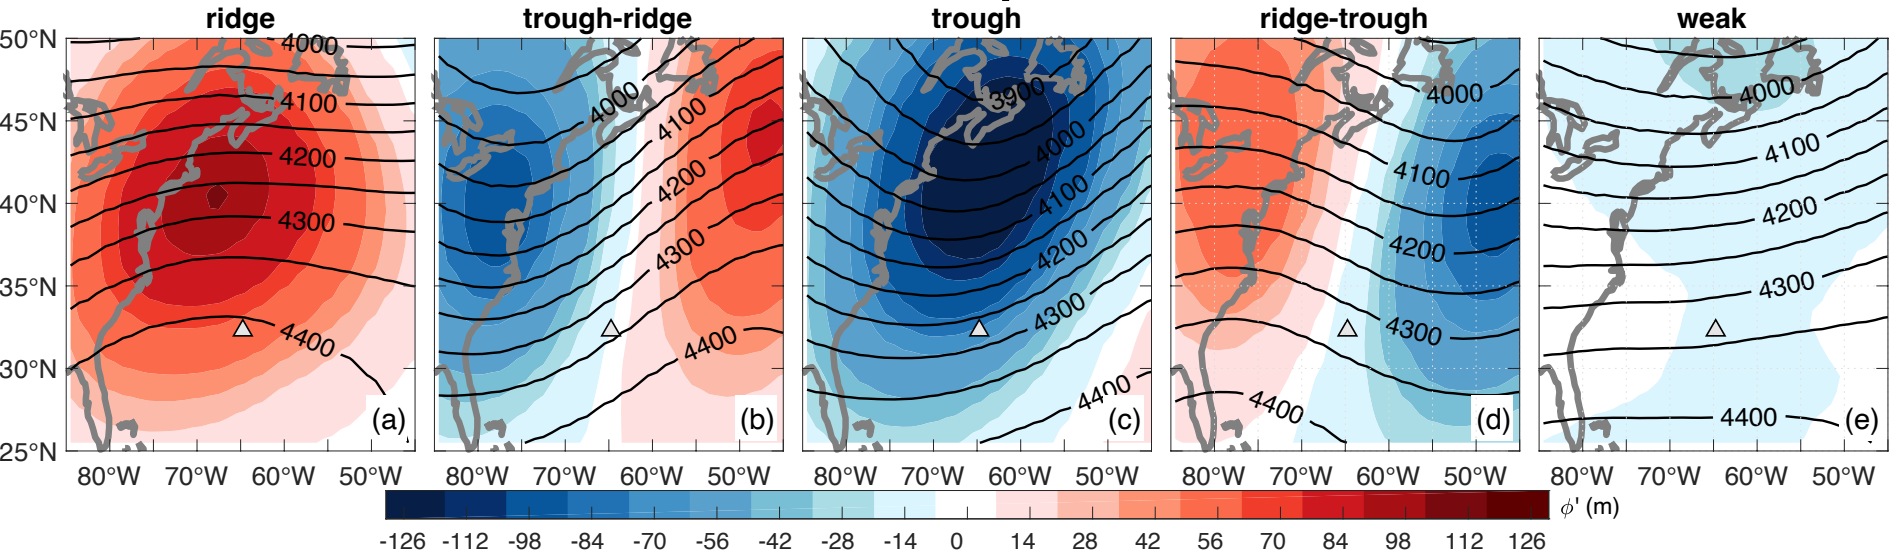 ridge
trough-ridge
trough
ridge-trough
weak
50°N
45°N
40°N
35°N
30°N
25°N
4000
4100
4200
4300
4400
(a)
4000
4100
4200
4300
4400
(b)
3900
4000
4100
4200
4300
4400
(c)
4000
4100
4200
4300
4400
(d)
4000
4100
4200
4300
4400
(e)
80°W 70°W 60°W 50°W
80°W 70°W 60°W 50°W
80°W 70°W 60°W 50°W
80°W 70°W 60°W 50°W
80°W 70°W 60°W 50°W
ϕ' (m)
-126 -112 -98 -84 -70 -56 -42 -28 -14 0 14 28 42 56 70 84 98 112 126